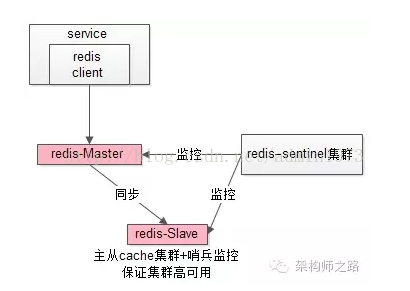 service
redis
client
redis-Master
监控
redis-sentinel集群
同步
监控
redis-Slave
主从cache集群+哨兵监控
保证集群高可用
架构师之路